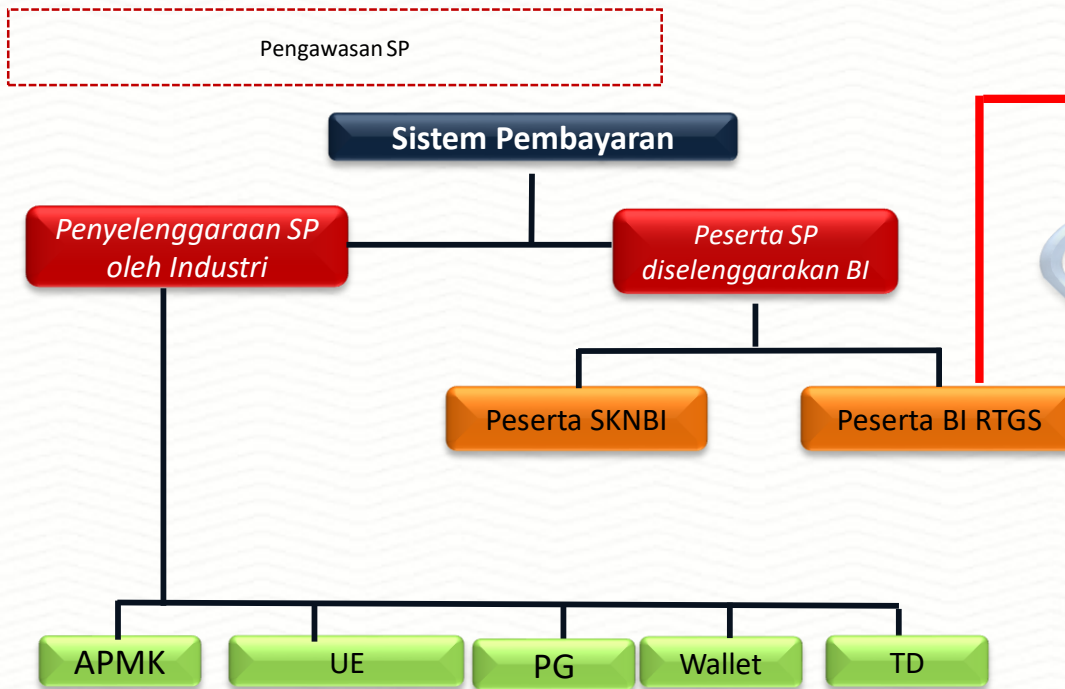 Pengawasan SP
Sistem Pembayaran
Penyelenggaraan SP
oleh Industri
Peserta SP
diselenggarakan BI
Peserta SKNBI
Peserta BI RTGS
APMK
UE
PG
Wallet
TD